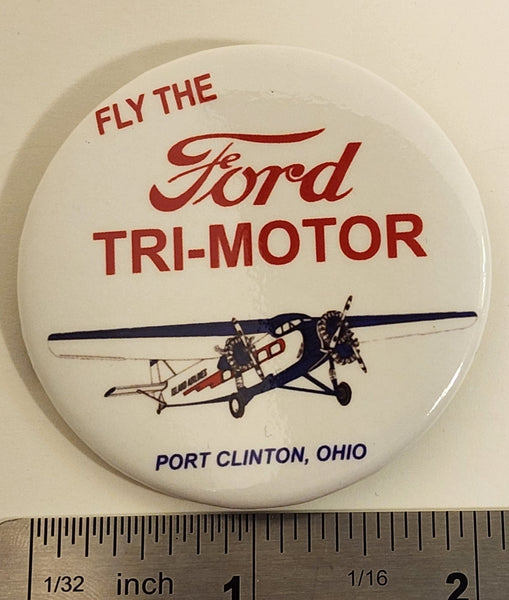 FLY THE
Ford
TRI-MOTOR
ISLAND AIRLINES
PORT CLINTON, OHIO
1/32 inch 1 1/16 2